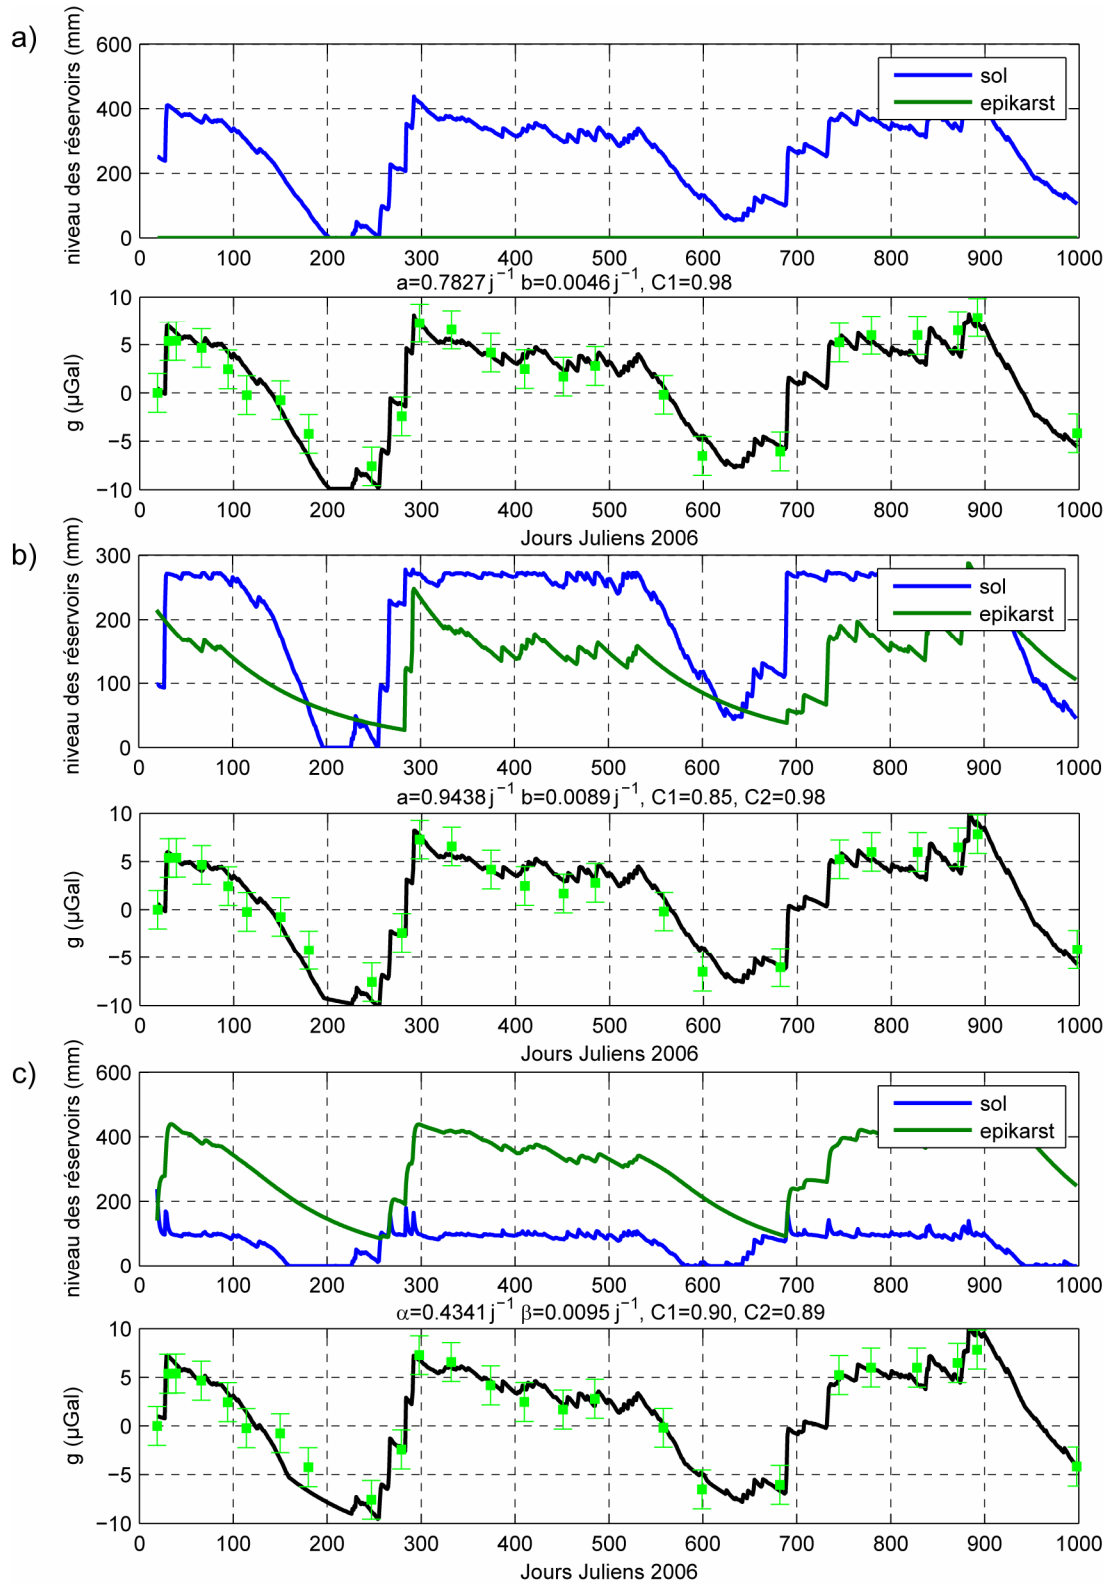 a)
niveau des réservoirs (mm)
600
400
200
0
sol
epikarst
0 100 200 300 400 500 600 700 800 900 1000
a=0.7827 j⁻¹ b=0.0046 j⁻¹, C1=0.98
g (µGal)
10
5
0
−5
−10
0 100 200 300 400 500 600 700 800 900 1000
Jours Juliens 2006
b)
niveau des réservoirs (mm)
300
200
100
0
sol
epikarst
0 100 200 300 400 500 600 700 800 900 1000
a=0.9438 j⁻¹ b=0.0089 j⁻¹, C1=0.85, C2=0.98
g (µGal)
10
5
0
−5
−10
0 100 200 300 400 500 600 700 800 900 1000
Jours Juliens 2006
c)
niveau des réservoirs (mm)
600
400
200
0
sol
epikarst
0 100 200 300 400 500 600 700 800 900 1000
α=0.4341 j⁻¹ β=0.0095 j⁻¹, C1=0.90, C2=0.89
g (µGal)
10
5
0
−5
−10
0 100 200 300 400 500 600 700 800 900 1000
Jours Juliens 2006